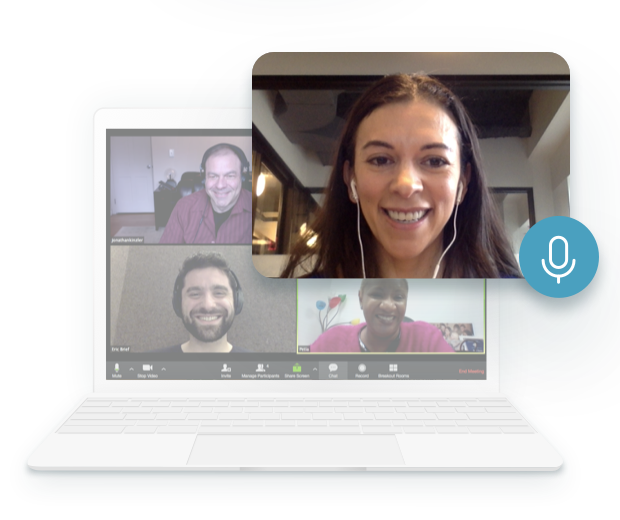 Mute
Stop Video
Invite
Manage Participants
Share Screen
Chat
Record
Breakout Rooms
End Meeting